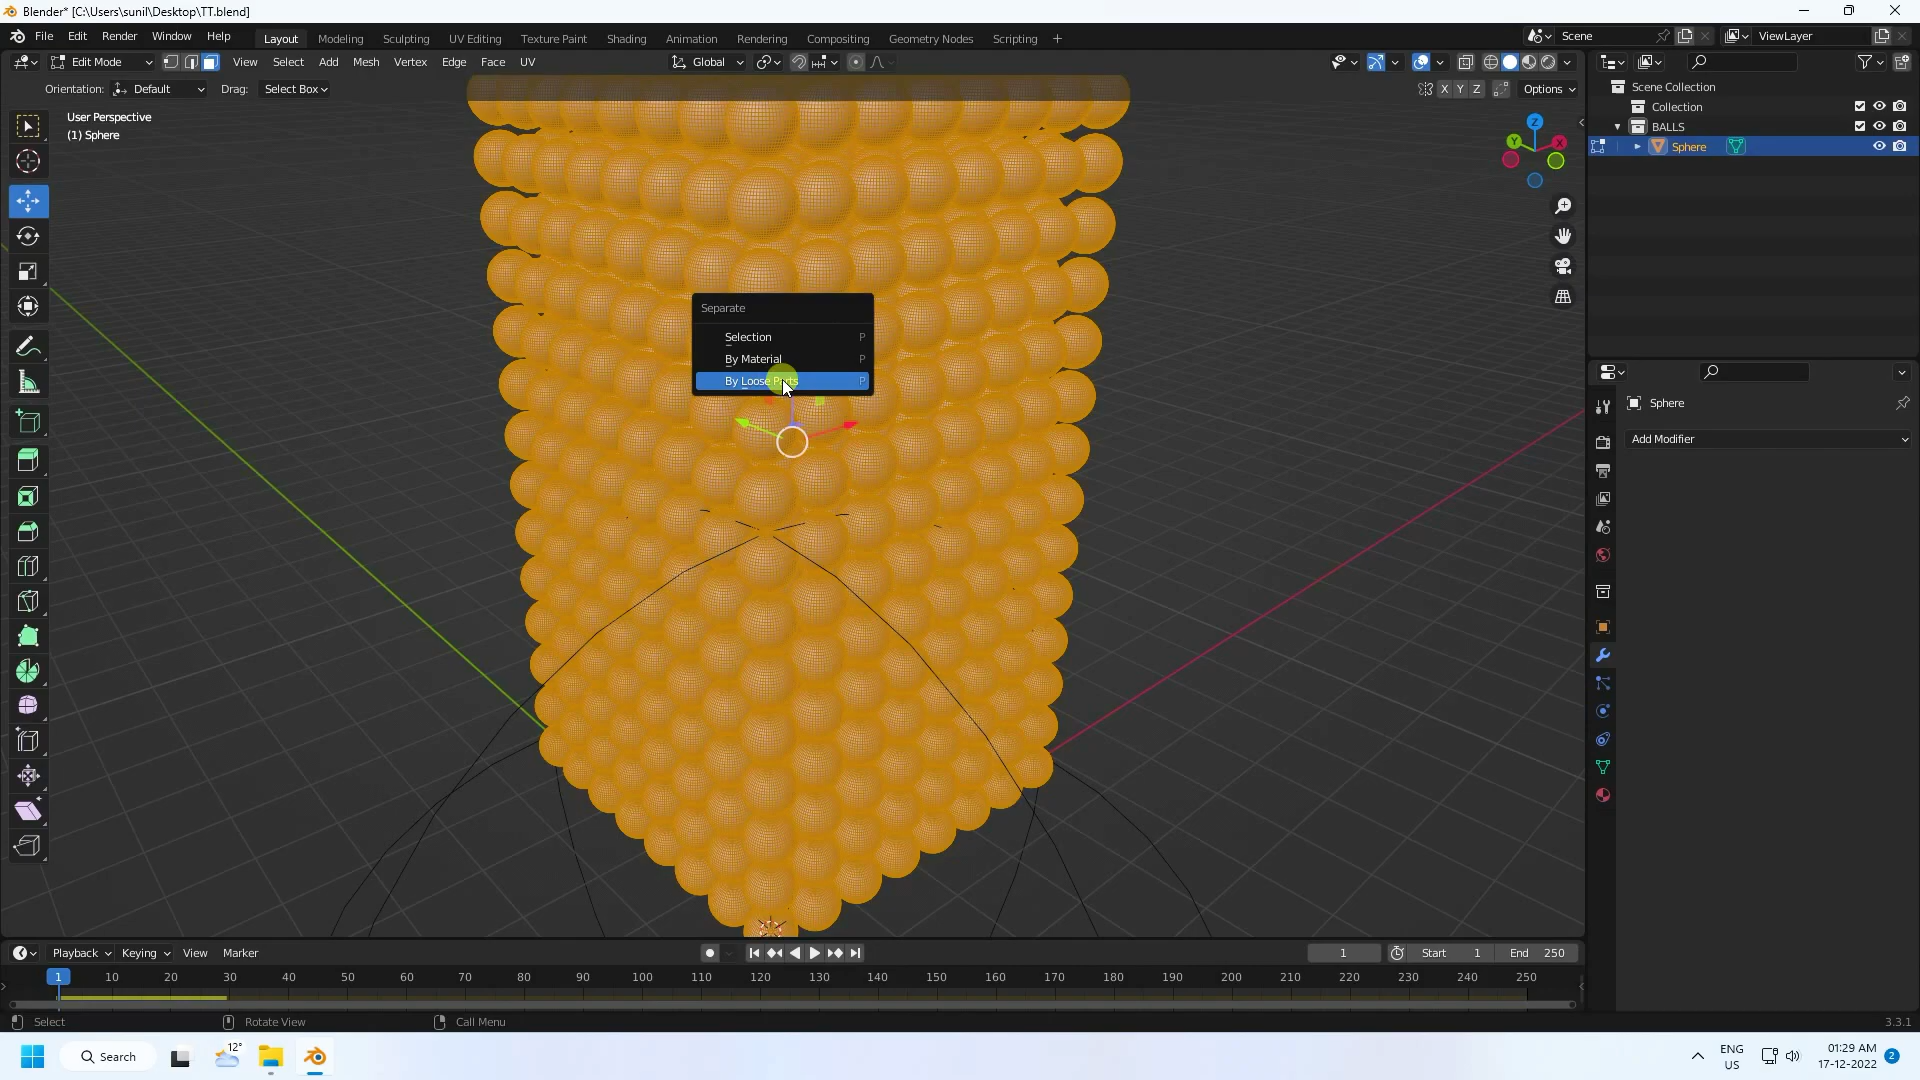 Blender* [C:\Users\sunil\Desktop\TT.blend]
File Edit Render Window Help Layout Modeling Sculpting UV Editing Texture Paint Shading Animation Rendering Compositing Geometry Nodes Scripting + Scene ViewLayer
Edit Mode View Select Add Mesh Vertex Edge Face UV Global
Orientation: Default Drag: Select Box X Y Z Options
User Perspective
(1) Sphere
Z
Y X
Scene Collection
Collection
BALLS
Sphere
Separate
Selection P
By Material P
By Loose Parts P
Sphere
Add Modifier
Playback Keying View Marker 1 Start 1 End 250
1 10 20 30 40 50 60 70 80 90 100 110 120 130 140 150 160 170 180 190 200 210 220 230 240 250
Select Rotate View Call Menu 3.3.1
12°
Search
ENG
US
01:29 AM
17-12-2022
2